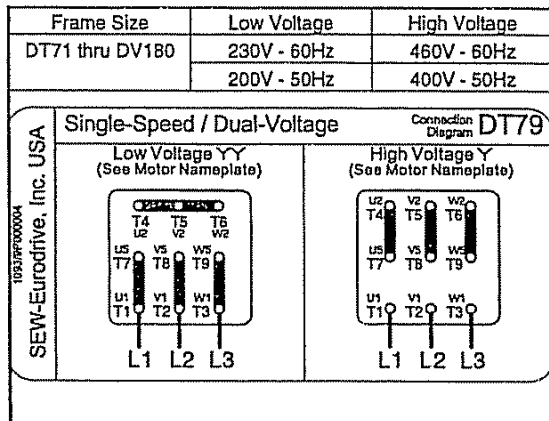 Frame Size Low Voltage High Voltage
DT71 thru DV180 230V - 60Hz 460V - 60Hz
200V - 50Hz 400V - 50Hz
Single-Speed / Dual-Voltage Connection Diagram DT79
Low Voltage YY
(See Motor Nameplate)
High Voltage Y
(See Motor Nameplate)
T4 T5 T6
U2 V2 W2
U5 V5 W5
T7 T8 T9
U1 V1 W1
T1 T2 T3
L1 L2 L3
U2 V2 W2
T4 T5 T6
U5 V5 W5
T7 T8 T9
U1 V1 W1
T1 T2 T3
L1 L2 L3
SEW-Eurodrive, Inc. USA